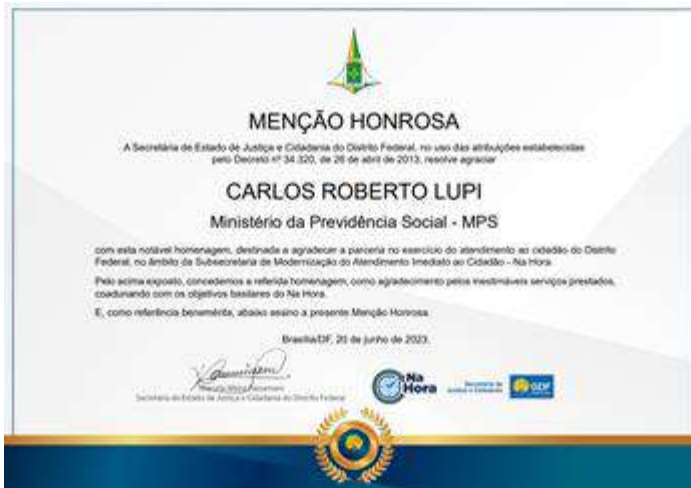 MENÇÃO HONROSA
A Secretária de Estado de Justiça e Cidadania do Distrito Federal, no uso das atribuições estabelecidas
pelo Decreto nº 34.320, de 26 de abril de 2013, resolve agraciar
CARLOS ROBERTO LUPI
Ministério da Previdência Social - MPS
com esta notável homenagem, destinada a agradecer a parceria no exercício do atendimento ao cidadão do Distrito
Federal, no âmbito da Subsecretaria de Modernização do Atendimento Imediato ao Cidadão - Na Hora.
Pelo acima exposto, concedemos a referida homenagem, como agradecimento pelos inestimáveis serviços prestados,
coadunando com os objetivos basilares do Na Hora.
E, como referência benemérita, abaixo assino a presente Menção Honrosa.
Brasília/DF, 20 de junho de 2023.
Secretária de Estado de Justiça e Cidadania do Distrito Federal
Na
Hora
Secretaria de
Justiça e Cidadania
GDF